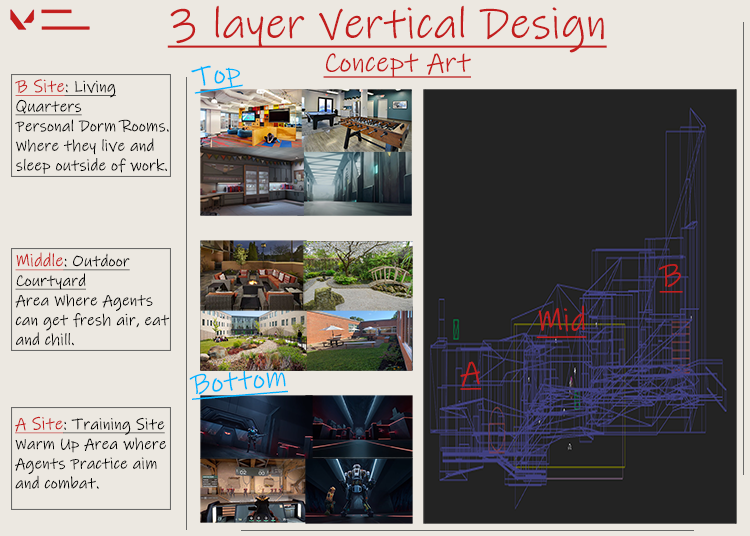 3 layer Vertical Design
Concept Art
Top
B Site: Living
Quarters
Personal Dorm Rooms.
Where they live and
sleep outside of work.
Middle: Outdoor
Courtyard
Area Where Agents
can get fresh air, eat
and chill.
Bottom
A Site: Training Site
Warm Up Area where
Agents Practice aim
and combat.
B
Mid
A